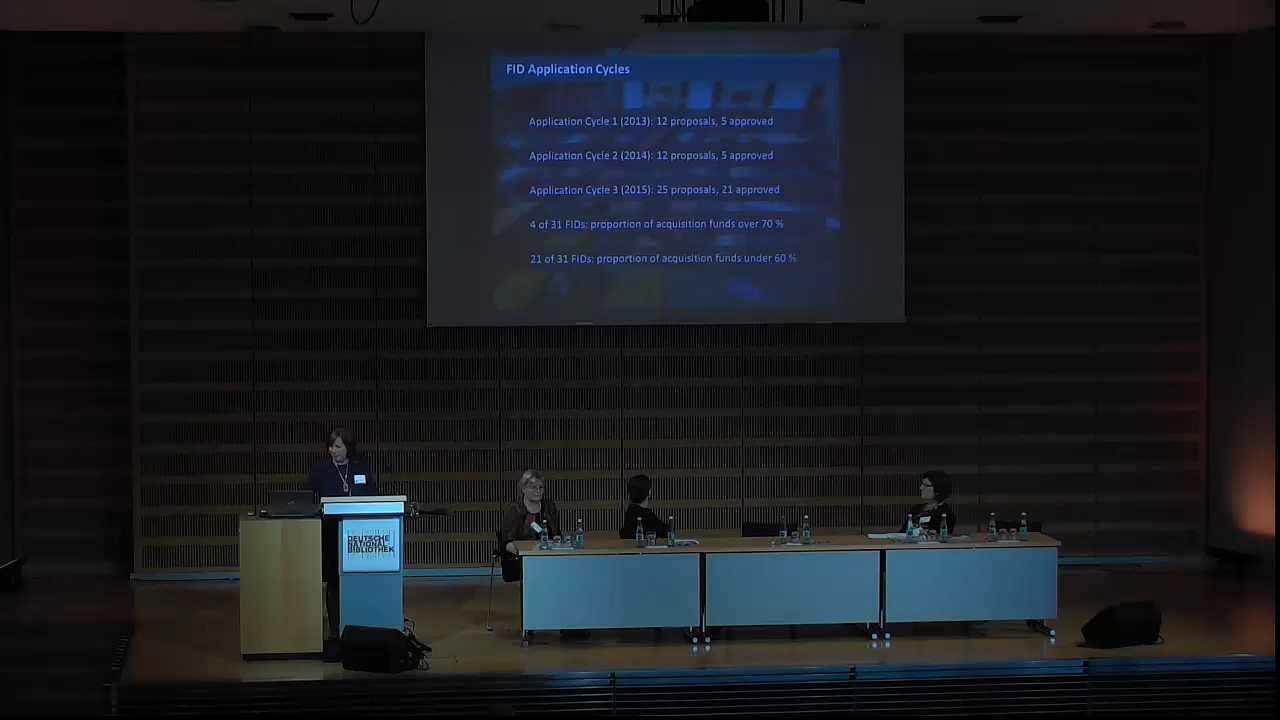 FID Application Cycles
Application Cycle 1 (2013): 12 proposals, 5 approved
Application Cycle 2 (2014): 12 proposals, 5 approved
Application Cycle 3 (2015): 25 proposals, 21 approved
4 of 31 FIDs: proportion of acquisition funds over 70 %
21 of 31 FIDs: proportion of acquisition funds under 60 %
DEUTSCHE
NATIONAL
BIBLIOTHEK